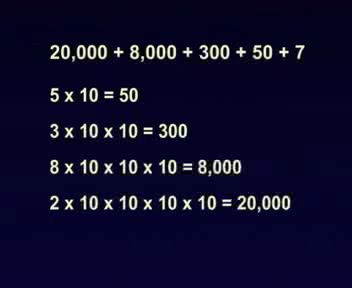 20,000 + 8,000 + 300 + 50 + 7
5 x 10 = 50
3 x 10 x 10 = 300
8 x 10 x 10 x 10 = 8,000
2 x 10 x 10 x 10 x 10 = 20,000